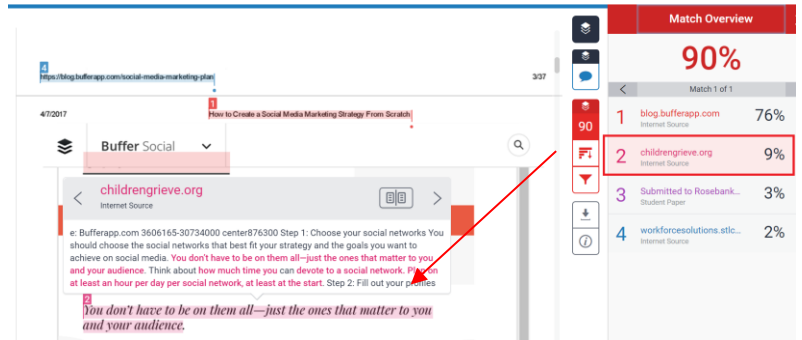 4
https://blog.bufferapp.com/social-media-marketing-plan
3/37
4/7/2017
1
How to Create a Social Media Marketing Strategy From Scratch
Buffer Social
childrengrieve.org
Internet Source
e: Bufferapp.com 3606165-30734000 center876300 Step 1: Choose your social networks You
should choose the social networks that best fit your strategy and the goals you want to
achieve on social media. You don't have to be on them all—just the ones that matter to you
and your audience. Think about how much time you can devote to a social network. Plan on
at least an hour per day per social network, at least at the start. Step 2: Fill out your profiles
2
You don't have to be on them all—just the ones that matter to you
and your audience.
90
Match Overview
90%
Match 1 of 1
1 blog.bufferapp.com 76%
Internet Source
2 childrengrieve.org 9%
Internet Source
3 Submitted to Rosebank... 3%
Student Paper
4 workforcesolutions.stlc... 2%
Internet Source